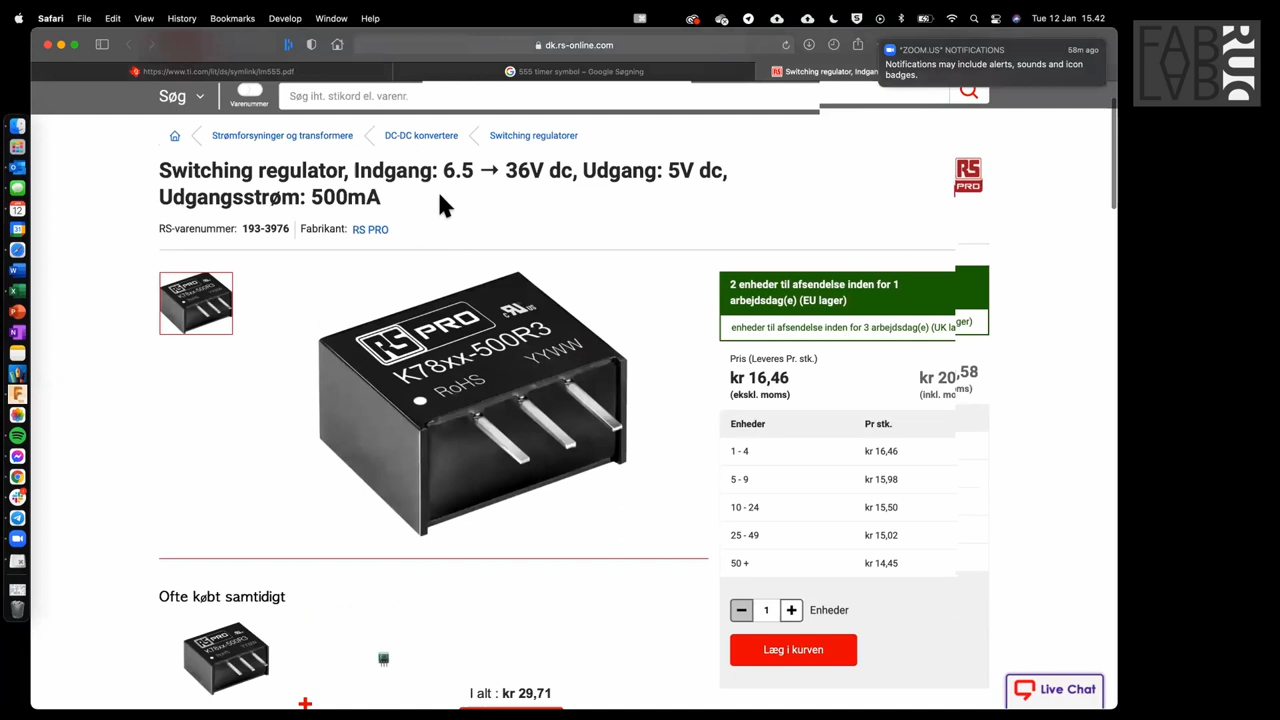 Safari File Edit View History Bookmarks Develop Window Help Tue 12 Jan 15.42
dk.rs-online.com
"ZOOM.US" NOTIFICATIONS 58m ago
Notifications may include alerts, sounds and icon
badges.
https://www.ti.com/lit/ds/symlink/lm555.pdf
555 timer symbol – Google Søgning
Switching regulator, Indgan
FAB
LAB
RUC
Søg
Varenummer
Søg iht. stikord el. varenr.
Strømforsyninger og transformere DC-DC konvertere Switching regulatorer
Switching regulator, Indgang: 6.5 → 36V dc, Udgang: 5V dc,
Udgangsstrøm: 500mA
RS
PRO
RS-varenummer: 193-3976 Fabrikant: RS PRO
RS PRO
K78xx-500R3
RoHS YYWW
2 enheder til afsendelse inden for 1
arbejdsdag(e) (EU lager)
enheder til afsendelse inden for 3 arbejdsdag(e) (UK la
ger)
Pris (Leveres Pr. stk.)
kr 16,46 kr 20,58
(ekskl. moms) (inkl. moms)
Enheder Pr stk.
1 - 4 kr 16,46
5 - 9 kr 15,98
10 - 24 kr 15,50
25 - 49 kr 15,02
50 + kr 14,45
1 Enheder
Læg i kurven
Ofte købt samtidigt
I alt : kr 29,71
Live Chat